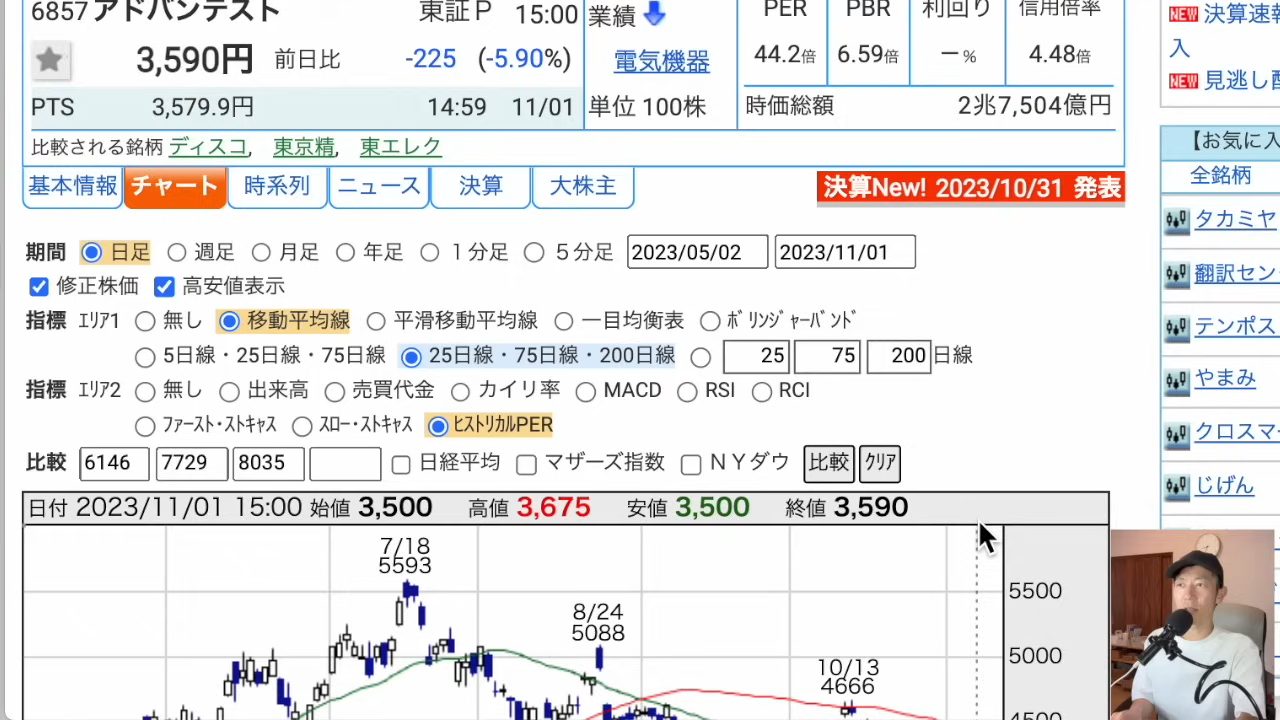 6857 アドバンテスト 東証P 15:00
3,590円 前日比 -225 (-5.90%)
PTS 3,579.9円 14:59 11/01
業績
電気機器
単位 100株
PER PBR 利回り 信用倍率
44.2倍 6.59倍 －% 4.48倍
時価総額 2兆7,504億円
比較される銘柄 ディスコ, 東京精, 東エレク
基本情報 チャート 時系列 ニュース 決算 大株主
決算New! 2023/10/31 発表
期間 日足 週足 月足 年足 1分足 5分足 2023/05/02 2023/11/01
修正株価 高安値表示
指標 ｴﾘｱ1 無し 移動平均線 平滑移動平均線 一目均衡表 ﾎﾞﾘﾝｼﾞｬｰﾊﾞﾝﾄﾞ
5日線・25日線・75日線 25日線・75日線・200日線 25 75 200 日線
指標 ｴﾘｱ2 無し 出来高 売買代金 カイリ率 MACD RSI RCI
ﾌｧｰｽﾄ･ｽﾄｷｬｽ ｽﾛｰ･ｽﾄｷｬｽ ﾋｽﾄﾘｶﾙPER
比較 6146 7729 8035 日経平均 マザーズ指数 ＮＹダウ 比較 ｸﾘｱ
日付 2023/11/01 15:00 始値 3,500 高値 3,675 安値 3,500 終値 3,590
7/18
5593
8/24
5088
10/13
4666
5500
5000
4500
NEW 決算速報
入
NEW 見逃し
【お気に入
全銘柄
タカミヤ
翻訳セン
テンポス
やまみ
クロスマー
じげん